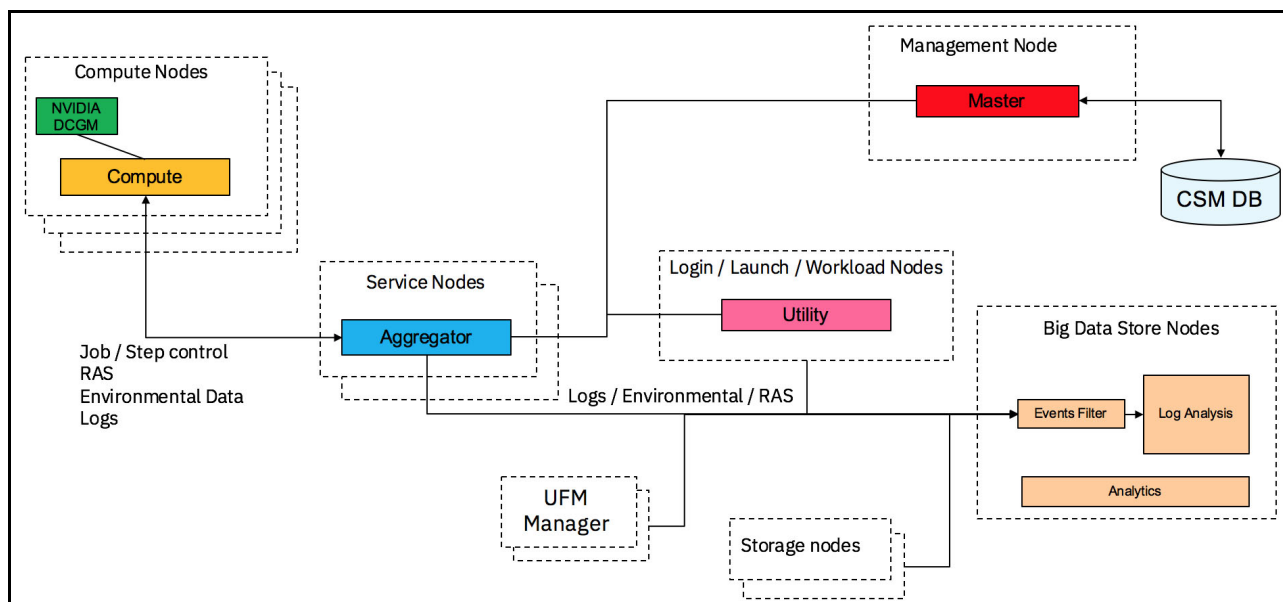 Management Node
Master
Compute Nodes
NVIDIA
DCGM
Compute
CSM DB
Login / Launch / Workload Nodes
Utility
Service Nodes
Aggregator
Big Data Store Nodes
Job / Step control
RAS
Environmental Data
Logs
Logs / Environmental / RAS
Events Filter
Log Analysis
Analytics
UFM
Manager
Storage nodes